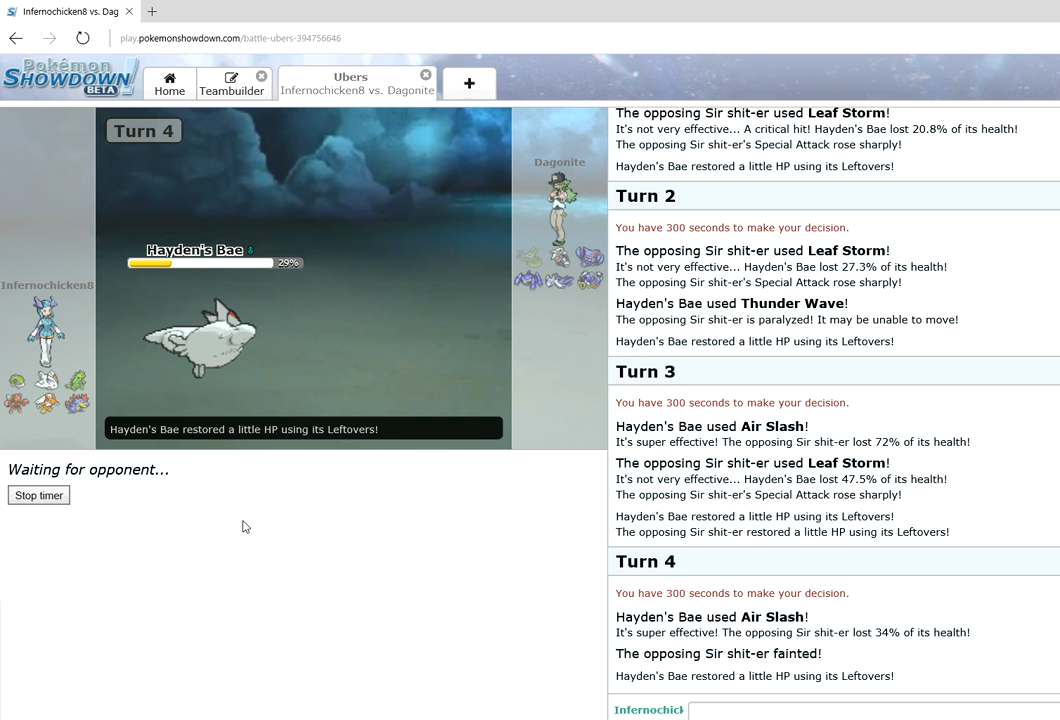 Infernochicken8 vs. Dag
play.pokemonshowdown.com/battle-ubers-394756646
Pokémon
SHOWDOWN!
BETA
Home
Teambuilder
Ubers
Infernochicken8 vs. Dagonite
Turn 4
Hayden's Bae
29%
Hayden's Bae restored a little HP using its Leftovers!
Infernochicken8
Dagonite
Waiting for opponent...
Stop timer
The opposing Sir shit-er used Leaf Storm!
It's not very effective... A critical hit! Hayden's Bae lost 20.8% of its health!
The opposing Sir shit-er's Special Attack rose sharply!
Hayden's Bae restored a little HP using its Leftovers!
Turn 2
You have 300 seconds to make your decision.
The opposing Sir shit-er used Leaf Storm!
It's not very effective... Hayden's Bae lost 27.3% of its health!
The opposing Sir shit-er's Special Attack rose sharply!
Hayden's Bae used Thunder Wave!
The opposing Sir shit-er is paralyzed! It may be unable to move!
Hayden's Bae restored a little HP using its Leftovers!
Turn 3
You have 300 seconds to make your decision.
Hayden's Bae used Air Slash!
It's super effective! The opposing Sir shit-er lost 72% of its health!
The opposing Sir shit-er used Leaf Storm!
It's not very effective... Hayden's Bae lost 47.5% of its health!
The opposing Sir shit-er's Special Attack rose sharply!
Hayden's Bae restored a little HP using its Leftovers!
The opposing Sir shit-er restored a little HP using its Leftovers!
Turn 4
You have 300 seconds to make your decision.
Hayden's Bae used Air Slash!
It's super effective! The opposing Sir shit-er lost 34% of its health!
The opposing Sir shit-er fainted!
Hayden's Bae restored a little HP using its Leftovers!
Infernochick